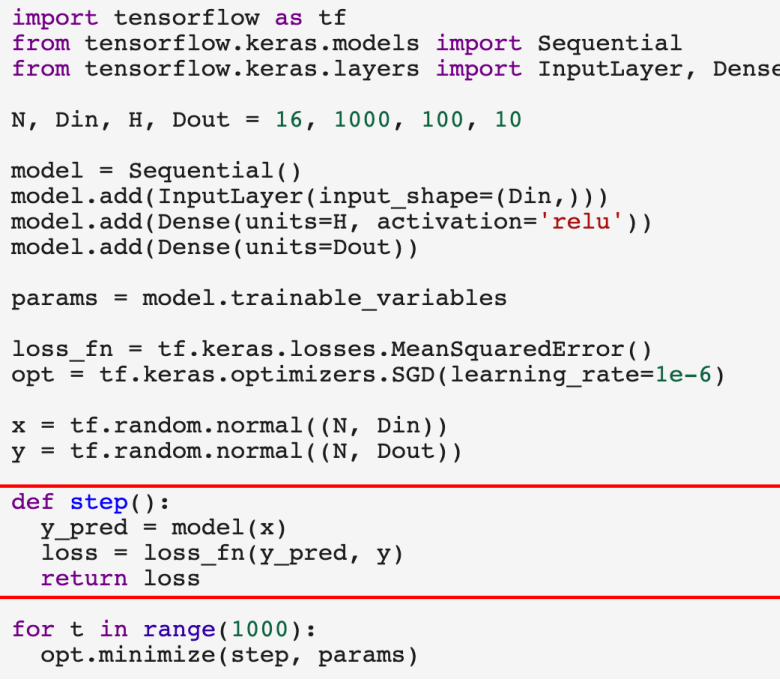 import tensorflow as tf
from tensorflow.keras.models import Sequential
from tensorflow.keras.layers import InputLayer, Dense
N, Din, H, Dout = 16, 1000, 100, 10
model = Sequential()
model.add(InputLayer(input_shape=(Din,)))
model.add(Dense(units=H, activation='relu'))
model.add(Dense(units=Dout))
params = model.trainable_variables
loss_fn = tf.keras.losses.MeanSquaredError()
opt = tf.keras.optimizers.SGD(learning_rate=1e-6)
x = tf.random.normal((N, Din))
y = tf.random.normal((N, Dout))
def step():
  y_pred = model(x)
  loss = loss_fn(y_pred, y)
  return loss
for t in range(1000):
  opt.minimize(step, params)